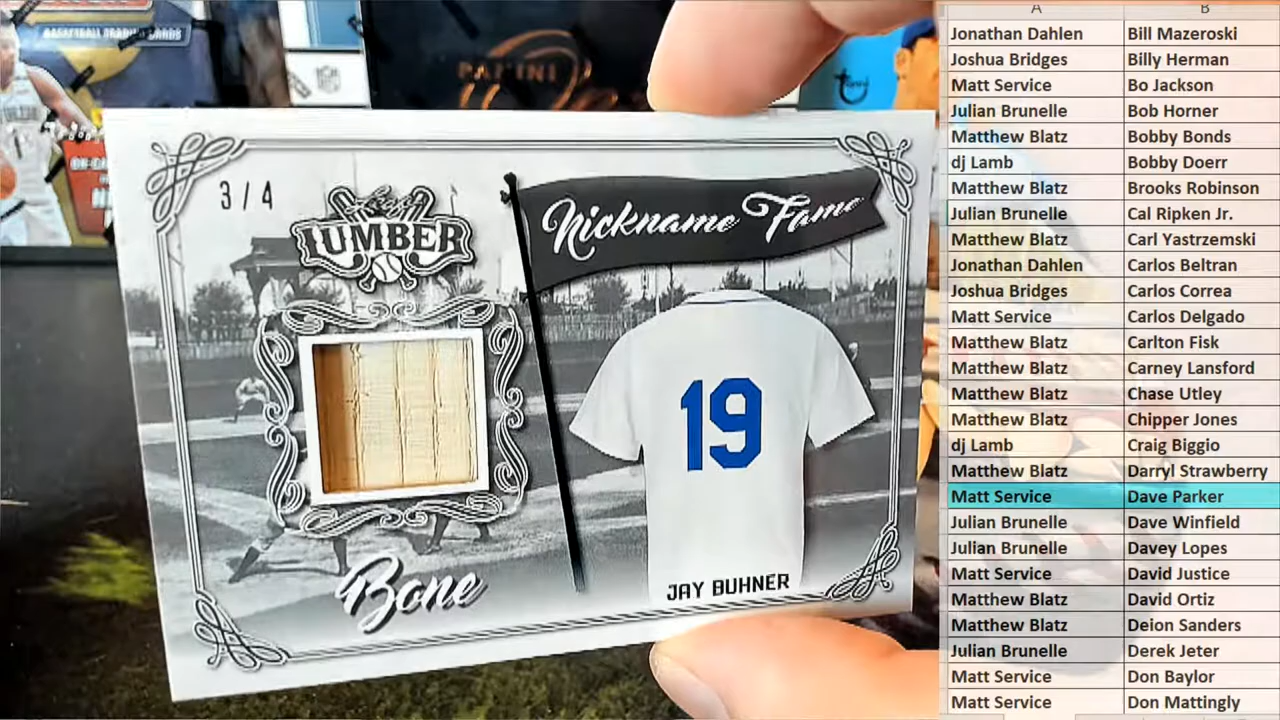 BASKETBALL TRADING CARDS
NFL
PANINI
3/4
Leaf
LUMBER
Nickname Fame
19
Bone
JAY BUHNER
A B
Jonathan Dahlen Bill Mazeroski
Joshua Bridges Billy Herman
Matt Service Bo Jackson
Julian Brunelle Bob Horner
Matthew Blatz Bobby Bonds
dj Lamb Bobby Doerr
Matthew Blatz Brooks Robinson
Julian Brunelle Cal Ripken Jr.
Matthew Blatz Carl Yastrzemski
Jonathan Dahlen Carlos Beltran
Joshua Bridges Carlos Correa
Matt Service Carlos Delgado
Matthew Blatz Carlton Fisk
Matthew Blatz Carney Lansford
Matthew Blatz Chase Utley
Matthew Blatz Chipper Jones
dj Lamb Craig Biggio
Matthew Blatz Darryl Strawberry
Matt Service Dave Parker
Julian Brunelle Dave Winfield
Julian Brunelle Davey Lopes
Matt Service David Justice
Matthew Blatz David Ortiz
Matthew Blatz Deion Sanders
Julian Brunelle Derek Jeter
Matt Service Don Baylor
Matt Service Don Mattingly